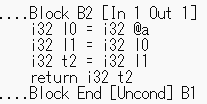 ....Block B2 [In 1 Out 1]
i32 l0 = i32 @a
i32 l1 = i32 l0
i32 t2 = i32 l1
return i32 t2
....Block End [Uncond] B1